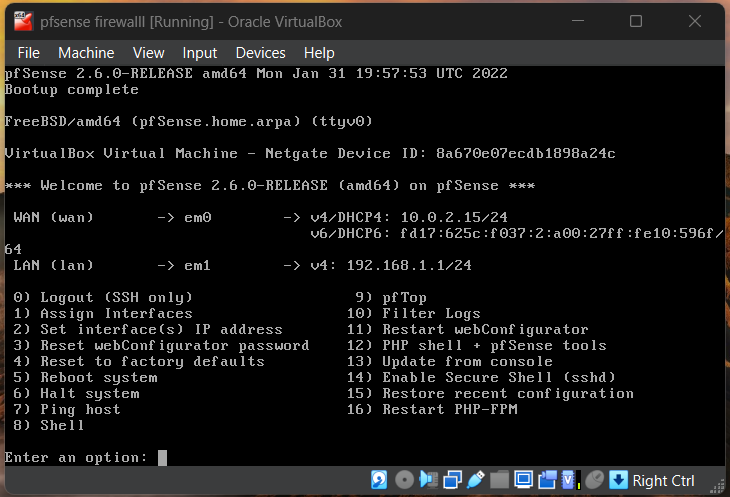 pfsense firewalll [Running] - Oracle VirtualBox
File Machine View Input Devices Help
pfSense 2.6.0-RELEASE amd64 Mon Jan 31 19:57:53 UTC 2022
Bootup complete
FreeBSD/amd64 (pfSense.home.arpa) (ttyv0)
VirtualBox Virtual Machine - Netgate Device ID: 8a670e07ecdb1898a24c
*** Welcome to pfSense 2.6.0-RELEASE (amd64) on pfSense ***
WAN (wan) -> em0 -> v4/DHCP4: 10.0.2.15/24
v6/DHCP6: fd17:625c:f037:2:a00:27ff:fe10:596f/
64
LAN (lan) -> em1 -> v4: 192.168.1.1/24
0) Logout (SSH only) 9) pfTop
1) Assign Interfaces 10) Filter Logs
2) Set interface(s) IP address 11) Restart webConfigurator
3) Reset webConfigurator password 12) PHP shell + pfSense tools
4) Reset to factory defaults 13) Update from console
5) Reboot system 14) Enable Secure Shell (sshd)
6) Halt system 15) Restore recent configuration
7) Ping host 16) Restart PHP-FPM
8) Shell
Enter an option:
Right Ctrl